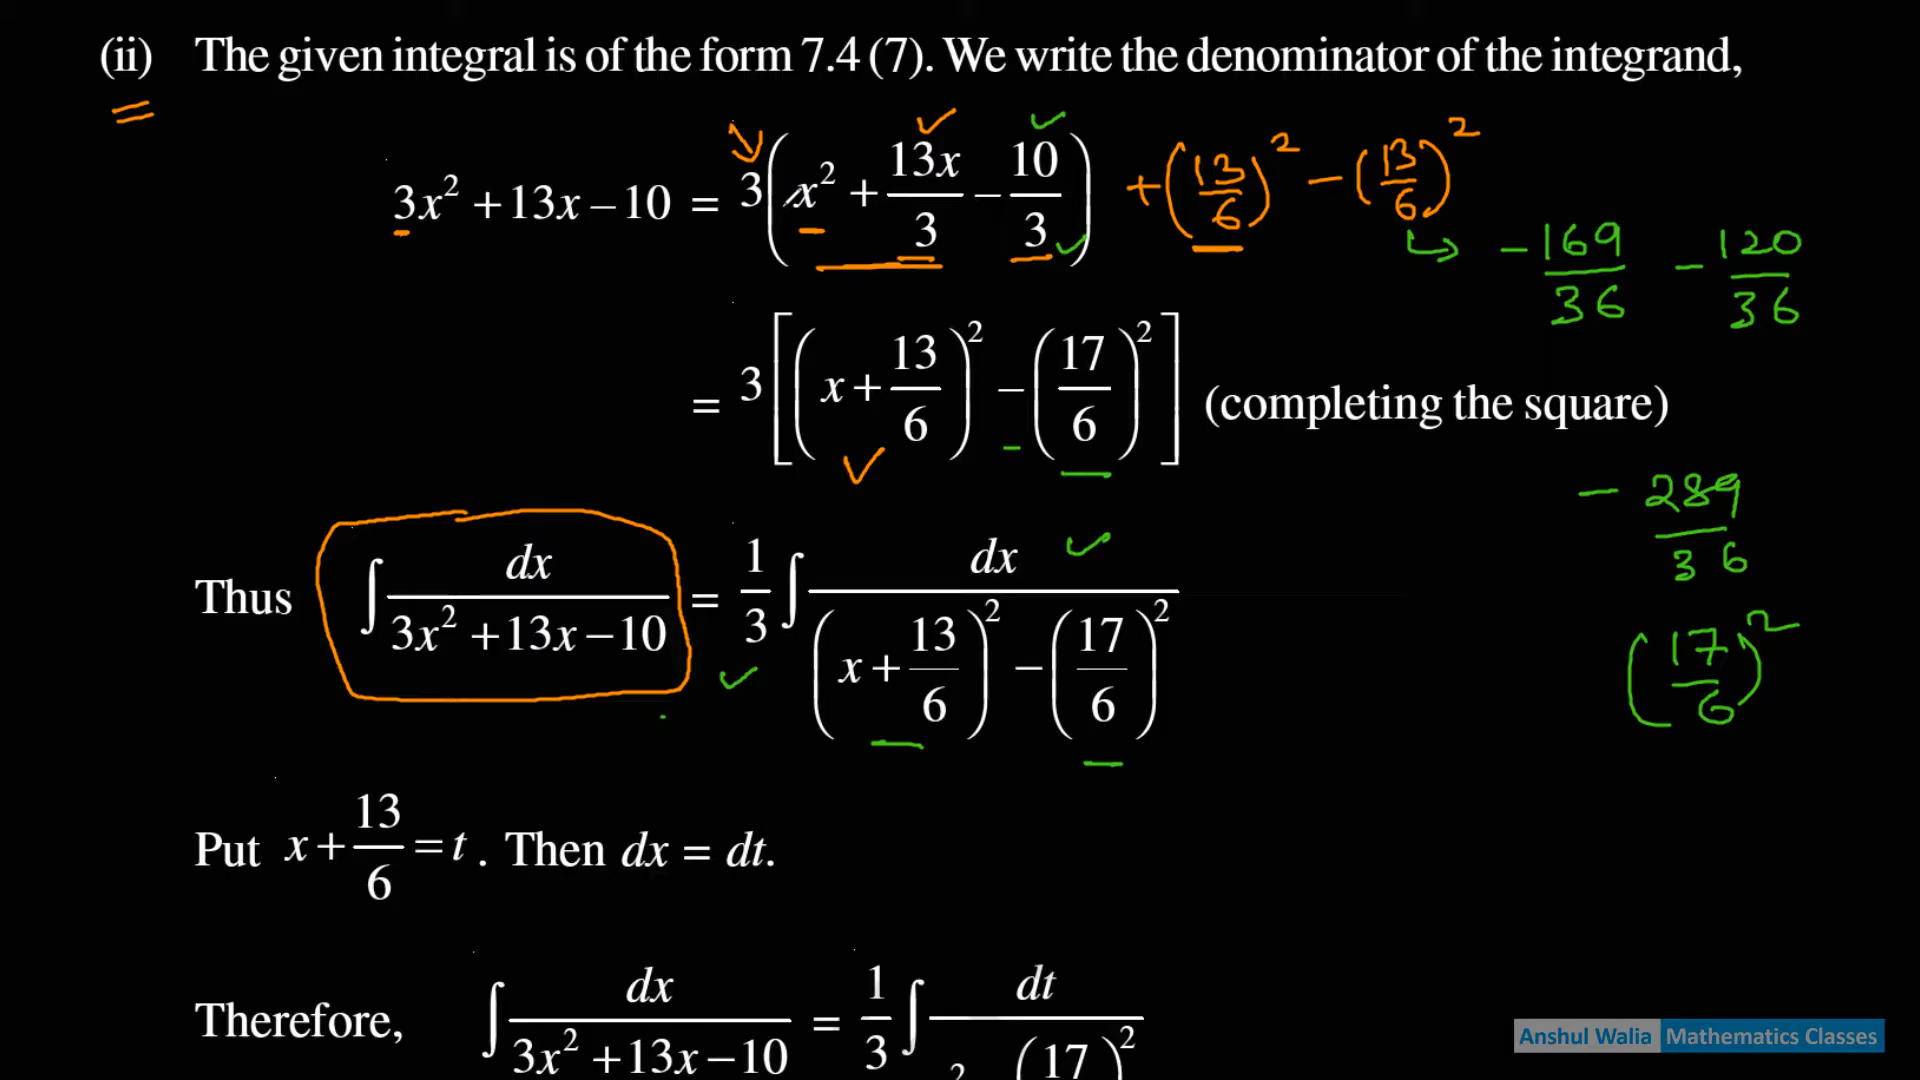 (ii) The given integral is of the form 7.4 (7). We write the denominator of the integrand,
3x² + 13x – 10 = 3(x² + 13x/3 – 10/3) + (13/6)² – (13/6)²
– 169/36 – 120/36
= 3[(x + 13/6)² – (17/6)²] (completing the square)
– 289/36
Thus ∫ dx/(3x² + 13x – 10) = 1/3 ∫ dx/((x + 13/6)² – (17/6)²)
(17/6)²
Put x + 13/6 = t. Then dx = dt.
Therefore, ∫ dx/(3x² + 13x – 10) = 1/3 ∫ dt/ 2 (17 )²
Anshul Walia Mathematics Classes